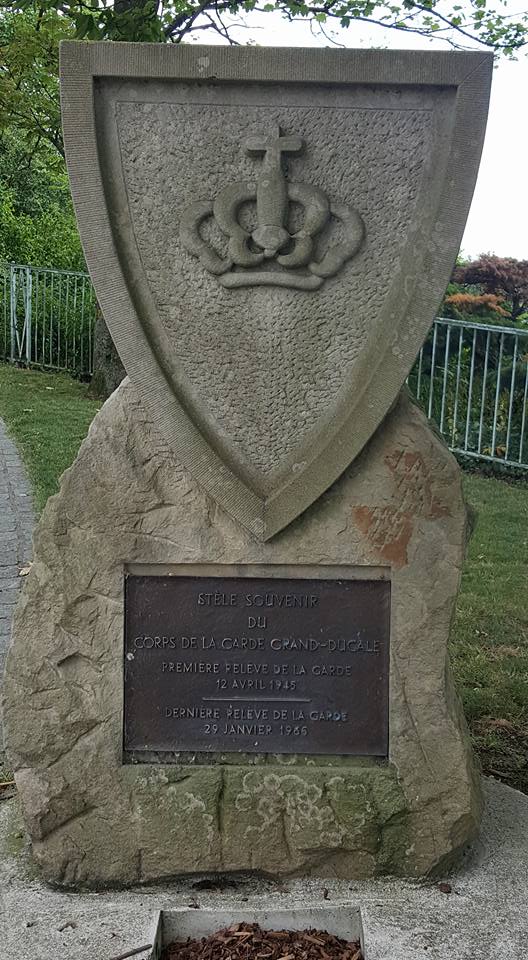 STÈLE SOUVENIR
DU
CORPS DE LA GARDE GRAND-DUCALE
PREMIÈRE RELÈVE DE LA GARDE
12 AVRIL 1945
DERNIÈRE RELÈVE DE LA GARDE
29 JANVIER 1966